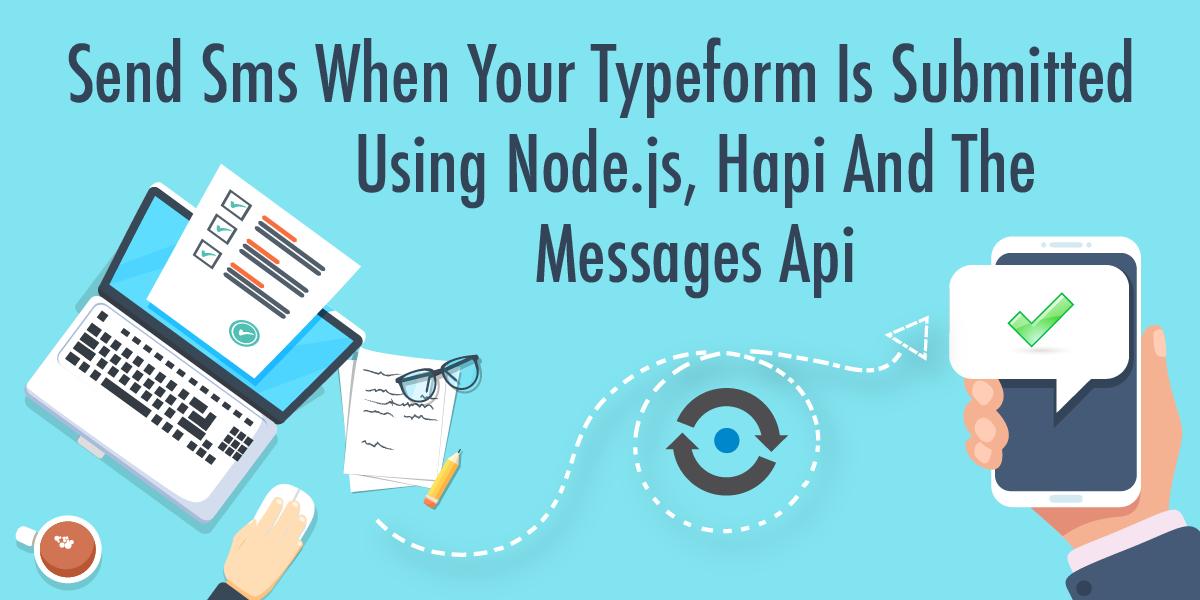 Send Sms When Your Typeform Is Submitted
Using Node.js, Hapi And The
Messages Api